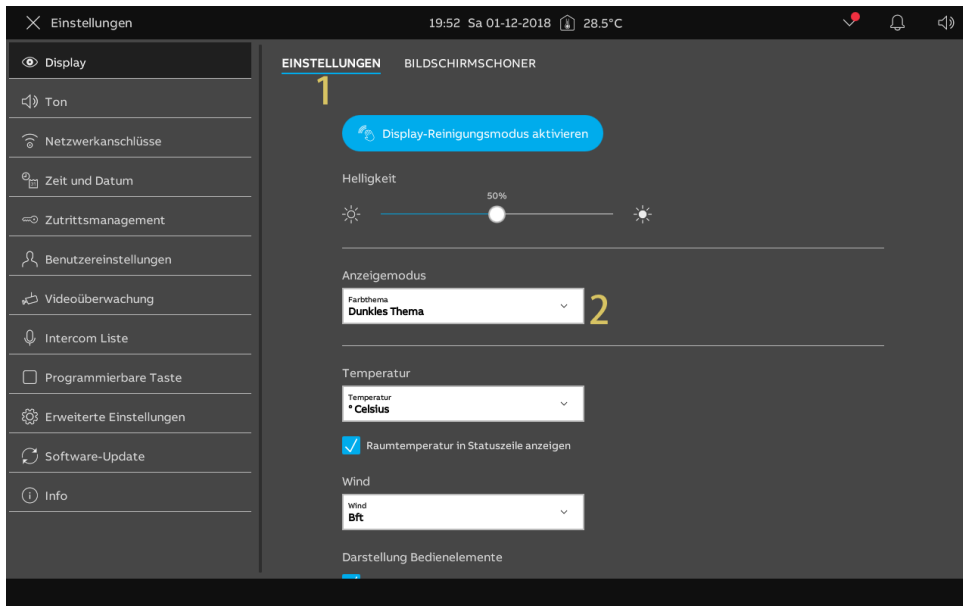 Einstellungen
19:52 Sa 01-12-2018 28.5°C
Display
Ton
Netzwerkanschlüsse
Zeit und Datum
Zutrittsmanagement
Benutzereinstellungen
Videoüberwachung
Intercom Liste
Programmierbare Taste
Erweiterte Einstellungen
Software-Update
Info
EINSTELLUNGEN BILDSCHIRMSCHONER
1
Display-Reinigungsmodus aktivieren
Helligkeit
50%
Anzeigemodus
Farbthema
Dunkles Thema
2
Temperatur
Temperatur
° Celsius
Raumtemperatur in Statuszeile anzeigen
Wind
Wind
Bft
Darstellung Bedienelemente